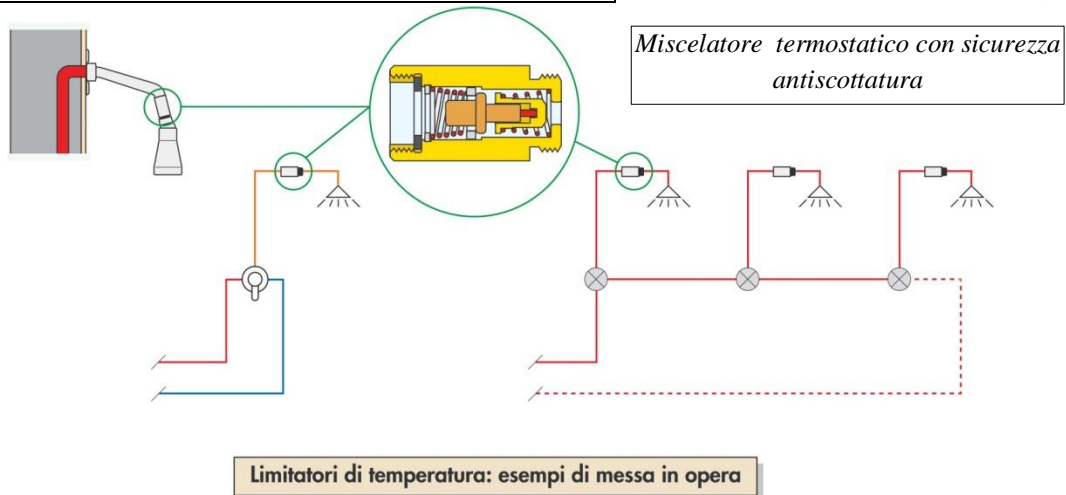 Miscelatore termostatico con sicurezza
antiscottatura
Limitatori di temperatura: esempi di messa in opera